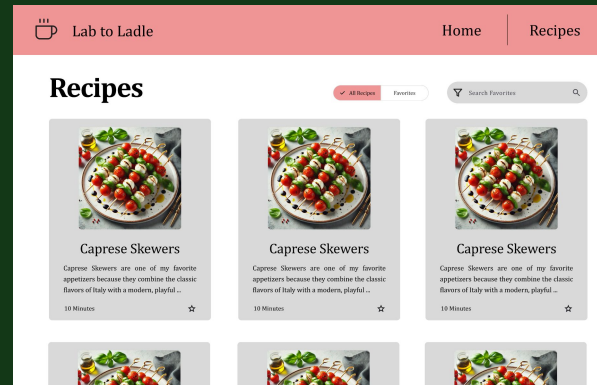 Lab to Ladle
Home
Recipes
Recipes
All Recipes
Favorites
Search Favorites
Caprese Skewers
Caprese Skewers are one of my favorite
appetizers because they combine the classic
flavors of Italy with a modern, playful ...
10 Minutes
Caprese Skewers
Caprese Skewers are one of my favorite
appetizers because they combine the classic
flavors of Italy with a modern, playful ...
10 Minutes
Caprese Skewers
Caprese Skewers are one of my favorite
appetizers because they combine the classic
flavors of Italy with a modern, playful ...
10 Minutes